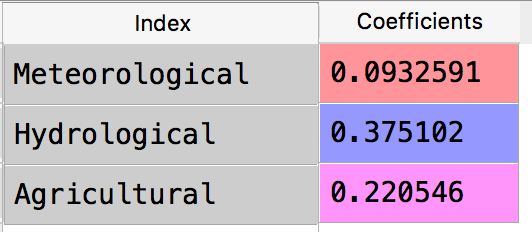 Index Coefficients
Meteorological 0.0932591
Hydrological 0.375102
Agricultural 0.220546